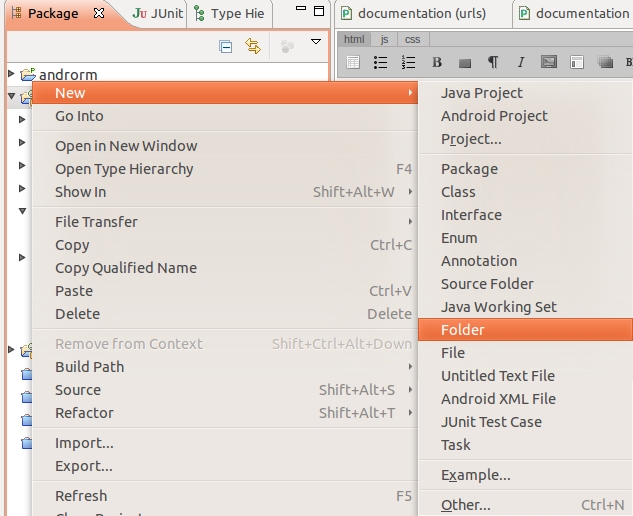 Package JUnit Type Hie
documentation (urls) documentation
html js css
B ¶ I
androrm
New
Go Into
Open in New Window
Open Type Hierarchy F4
Show In Shift+Alt+W
File Transfer
Copy Ctrl+C
Copy Qualified Name
Paste Ctrl+V
Delete Delete
Remove from Context Shift+Ctrl+Alt+Down
Build Path
Source Shift+Alt+S
Refactor Shift+Alt+T
Import...
Export...
Refresh F5
Java Project
Android Project
Project...
Package
Class
Interface
Enum
Annotation
Source Folder
Java Working Set
Folder
File
Untitled Text File
Android XML File
JUnit Test Case
Task
Example...
Other... Ctrl+N